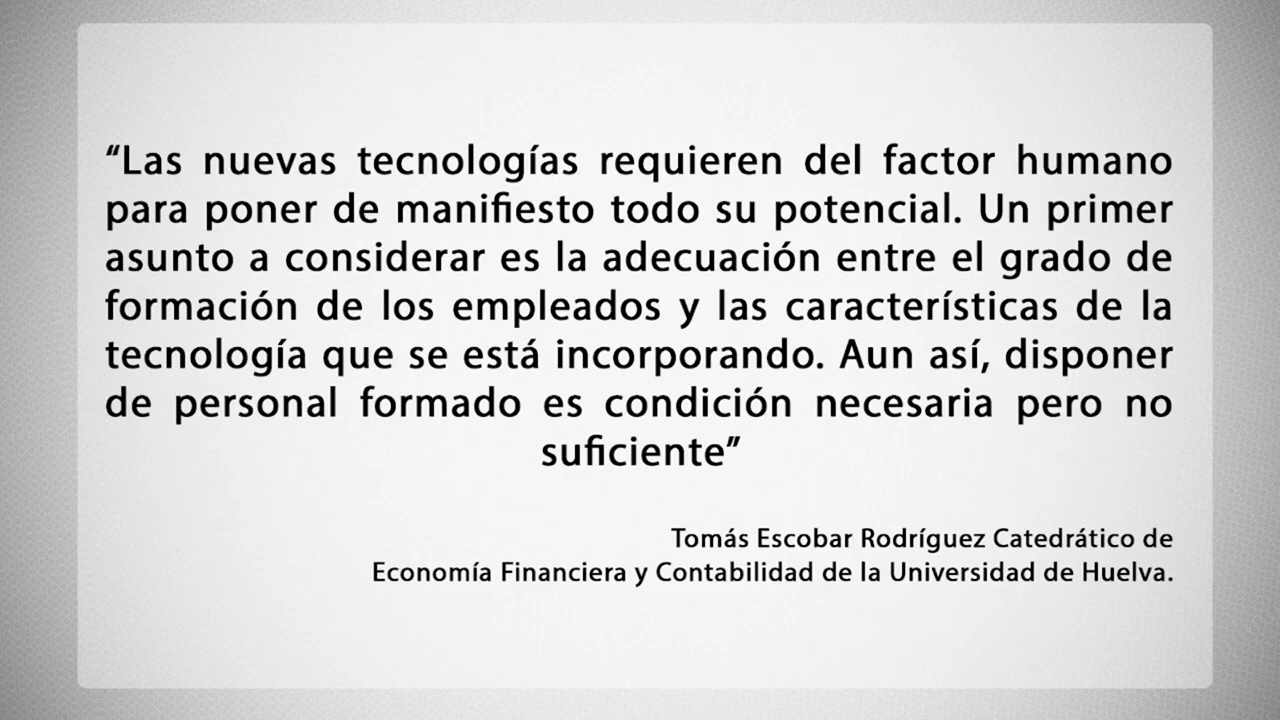 “Las nuevas tecnologías requieren del factor humano
para poner de manifiesto todo su potencial. Un primer
asunto a considerar es la adecuación entre el grado de
formación de los empleados y las características de la
tecnología que se está incorporando. Aun así, disponer
de personal formado es condición necesaria pero no
suficiente”
Tomás Escobar Rodríguez Catedrático de
Economía Financiera y Contabilidad de la Universidad de Huelva.